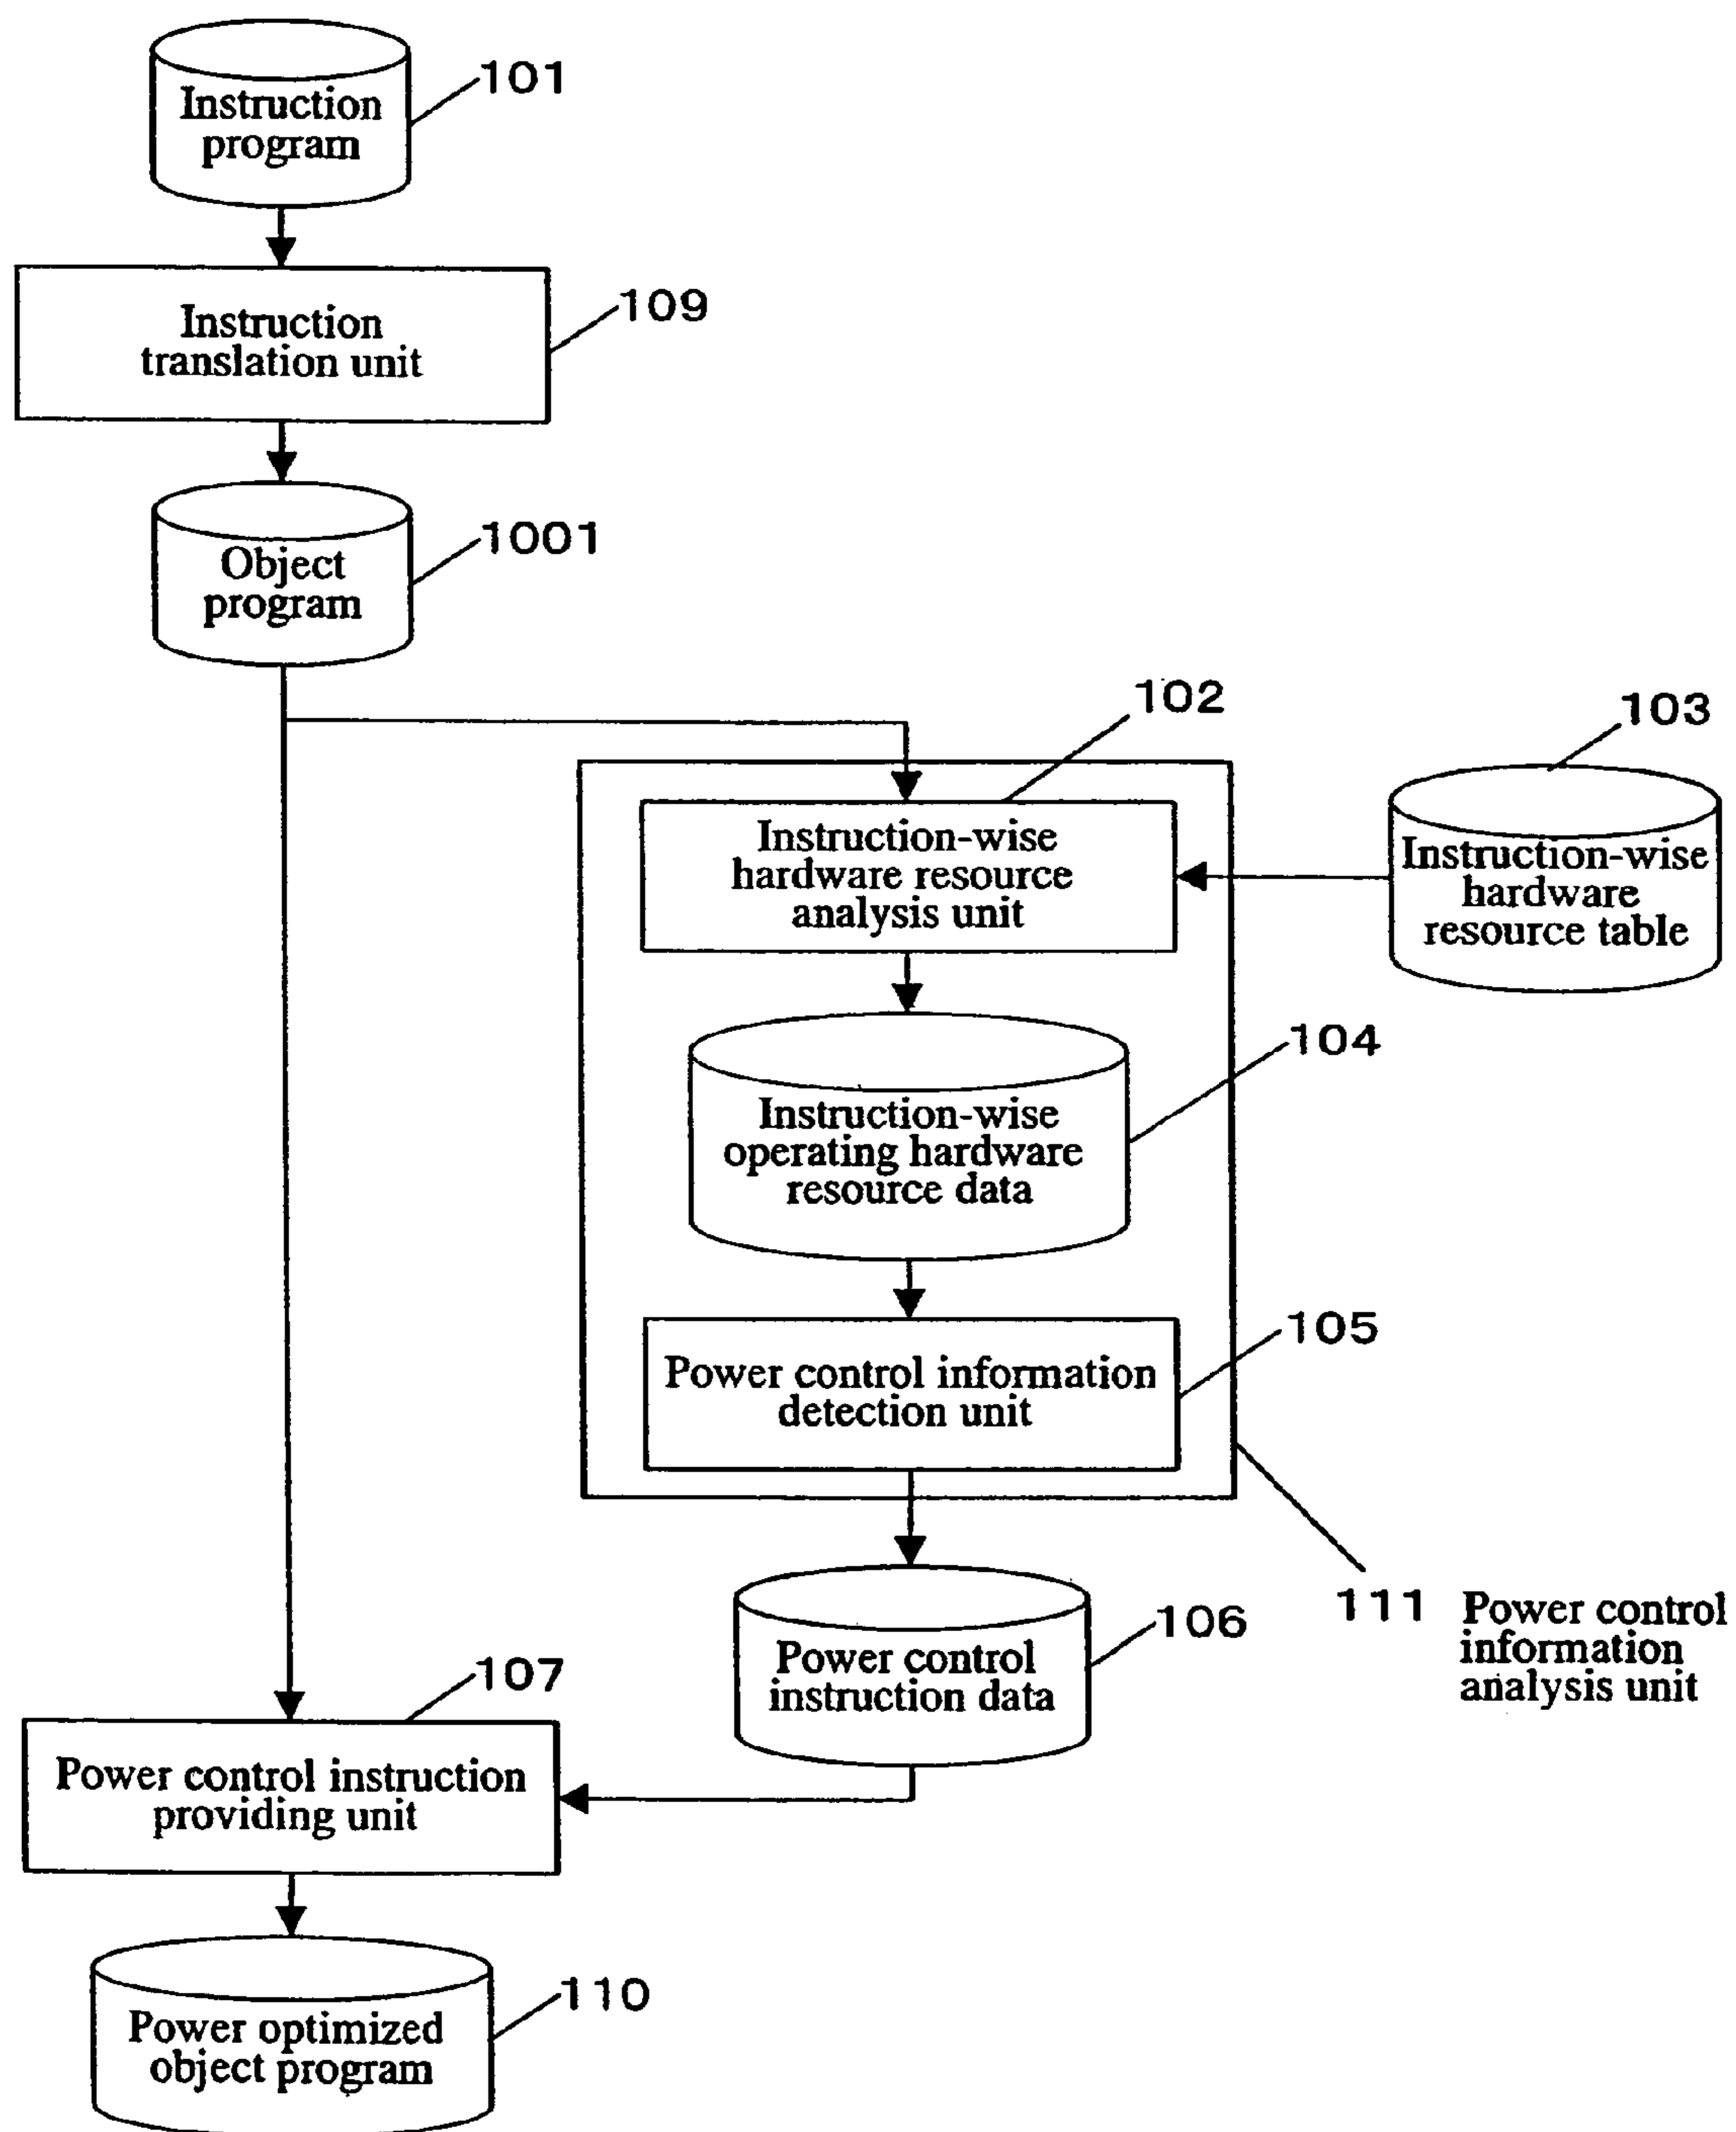 101
Instruction
program
109
Instruction
translation unit
1001
Object
program
102
103
Instruction-wise
hardware resource
analysis unit
Instruction-wise
hardware
resource table
104
Instruction-wise
operating hardware
resource data
105
Power control information
detection unit
111 Power control
information
analysis unit
106
Power control
instruction data
107
Power control instruction
providing unit
110
Power optimized
object program